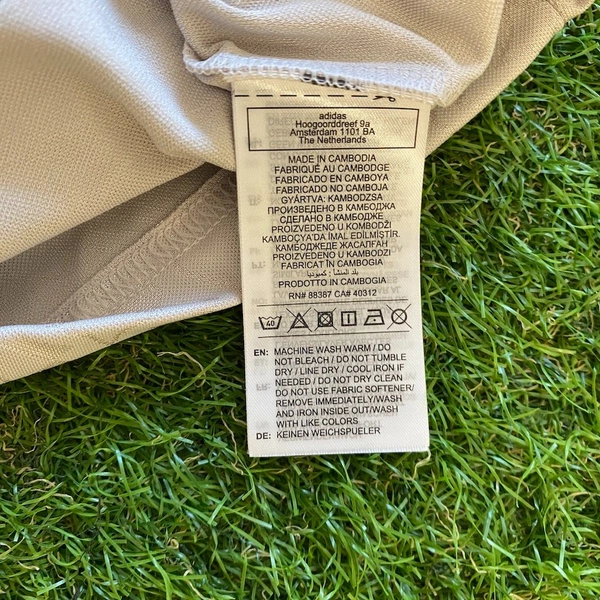 adidas
Hoogoorddreef 9a
Amsterdam 1101 BA
The Netherlands
MADE IN CAMBODIA
FABRIQUÉ AU CAMBODGE
FABRICADO EN CAMBOYA
FABRICADO NO CAMBOJA
GYÁRTVA: KAMBODZSA
ПРОИЗВЕДЕНО В КАМБОДЖА
СДЕЛАНО В КАМБОДЖЕ
PROIZVEDENO U KOMBODŽI
KAMBOÇYA'DA İMAL EDİLMİŞTİR.
КАМБОДЖЕДЕ ЖАСАЛҒАН
PROIZVEDENO U KAMBODZI
FABRICAT ÎN CAMBOGIA
بلد المنشأ : كمبوديا
PRODOTTO IN CAMBOGIA
RN# 88387 CA# 40312
40
EN: MACHINE WASH WARM / DO
NOT BLEACH / DO NOT TUMBLE
DRY / LINE DRY / COOL IRON IF
NEEDED / DO NOT DRY CLEAN
DO NOT USE FABRIC SOFTENER/
REMOVE IMMEDIATELY/WASH
AND IRON INSIDE OUT/WASH
WITH LIKE COLORS
DE: KEINEN WEICHSPUELER